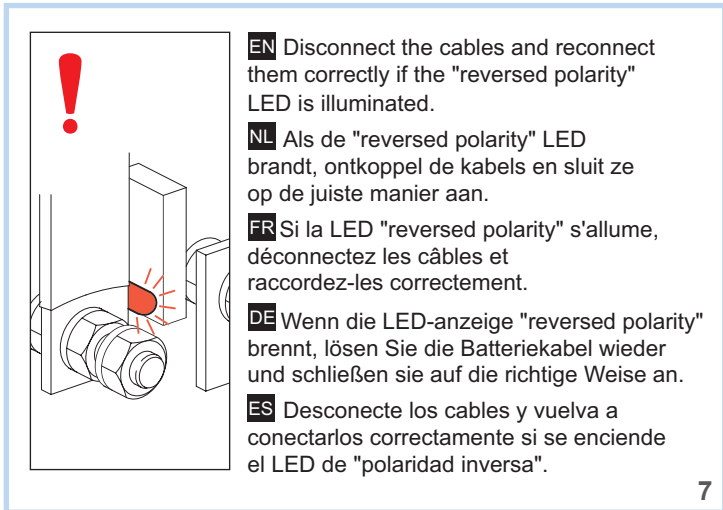 !
EN Disconnect the cables and reconnect
them correctly if the "reversed polarity"
LED is illuminated.
NL Als de "reversed polarity" LED
brandt, ontkoppel de kabels en sluit ze
op de juiste manier aan.
FR Si la LED "reversed polarity" s'allume,
déconnectez les câbles et
raccordez-les correctement.
DE Wenn die LED-anzeige "reversed polarity"
brennt, lösen Sie die Batteriekabel wieder
und schließen sie auf die richtige Weise an.
ES Desconecte los cables y vuelva a
conectarlos correctamente si se enciende
el LED de "polaridad inversa".
7